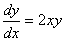 dy/dx = 2xy